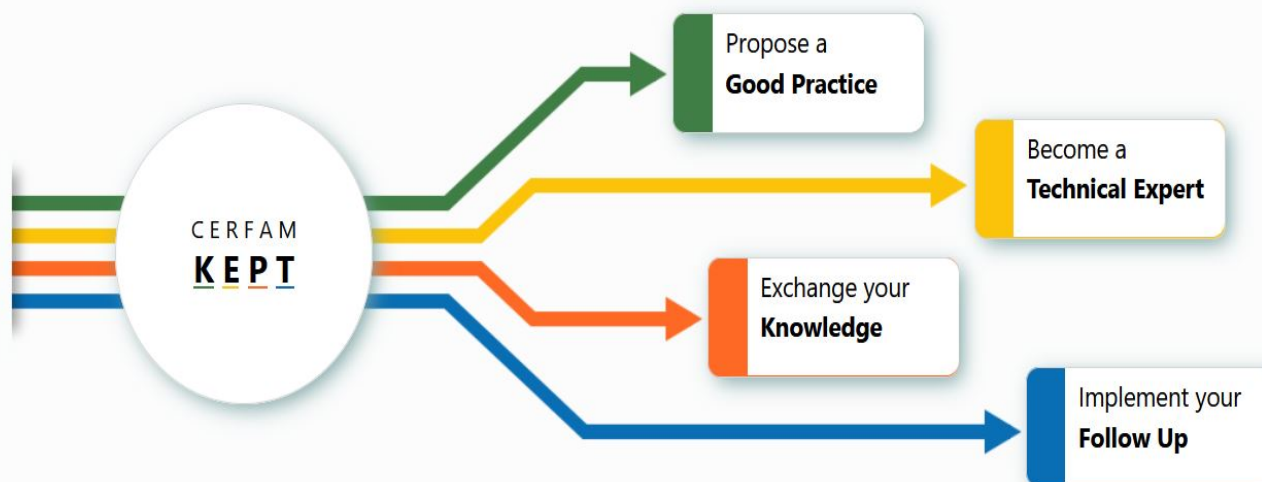 CERFAM
KEPT
Propose a
Good Practice
Become a
Technical Expert
Exchange your
Knowledge
Implement your
Follow Up